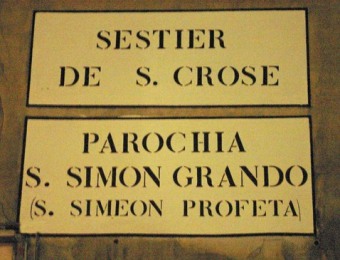 SESTIER
DE S. CROSE
PAROCHIA
S. SIMON GRANDO
(S. SIMEON PROFETA)